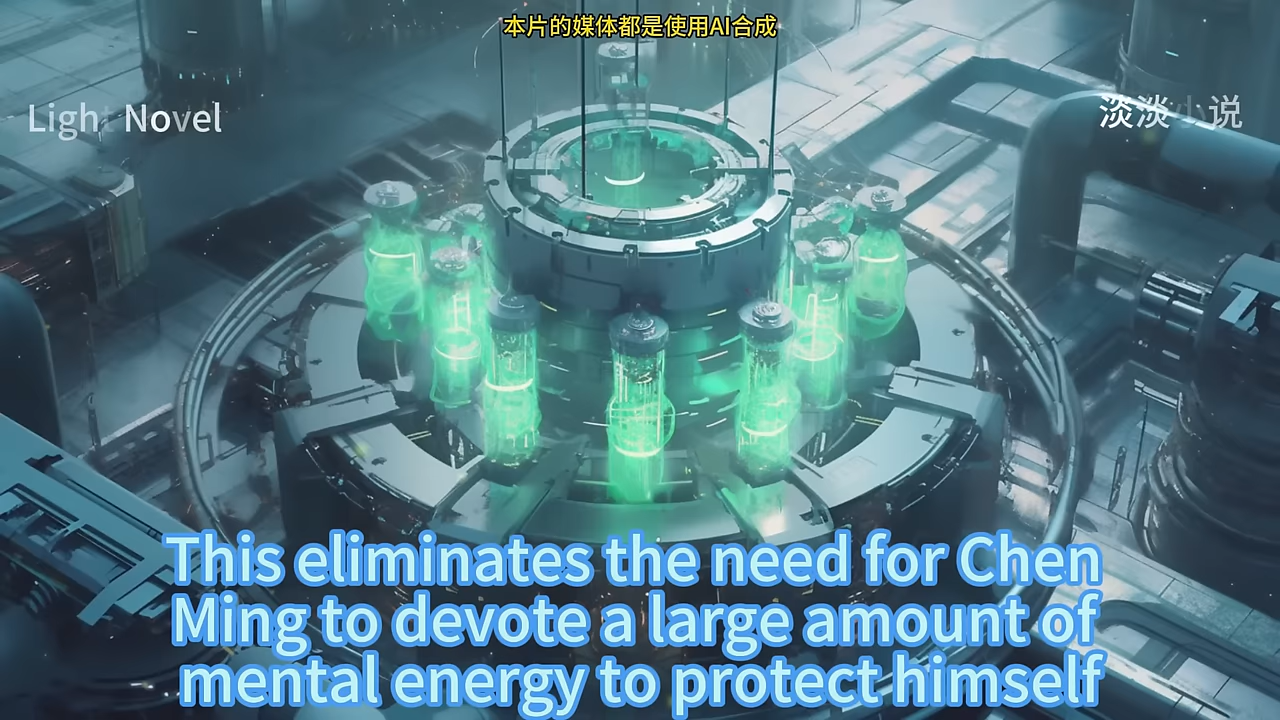 本片的媒体都是使用AI合成
Light Novel
淡淡小说
This eliminates the need for Chen
Ming to devote a large amount of
mental energy to protect himself